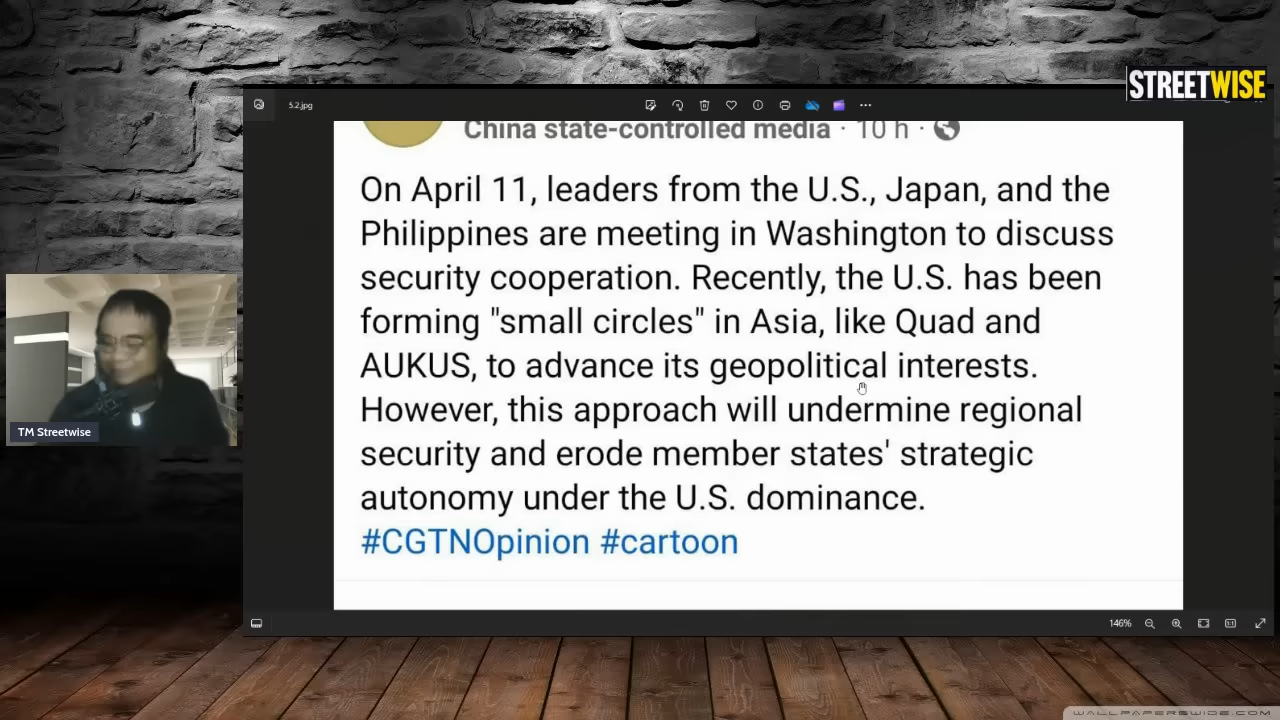 STREETWISE
5.2.jpg
China state-controlled media · 10 h ·
On April 11, leaders from the U.S., Japan, and the
Philippines are meeting in Washington to discuss
security cooperation. Recently, the U.S. has been
forming "small circles" in Asia, like Quad and
AUKUS, to advance its geopolitical interests.
However, this approach will undermine regional
security and erode member states' strategic
autonomy under the U.S. dominance.
#CGTNOpinion #cartoon
TM Streetwise
146%
WALLPAPERSWIDE.COM